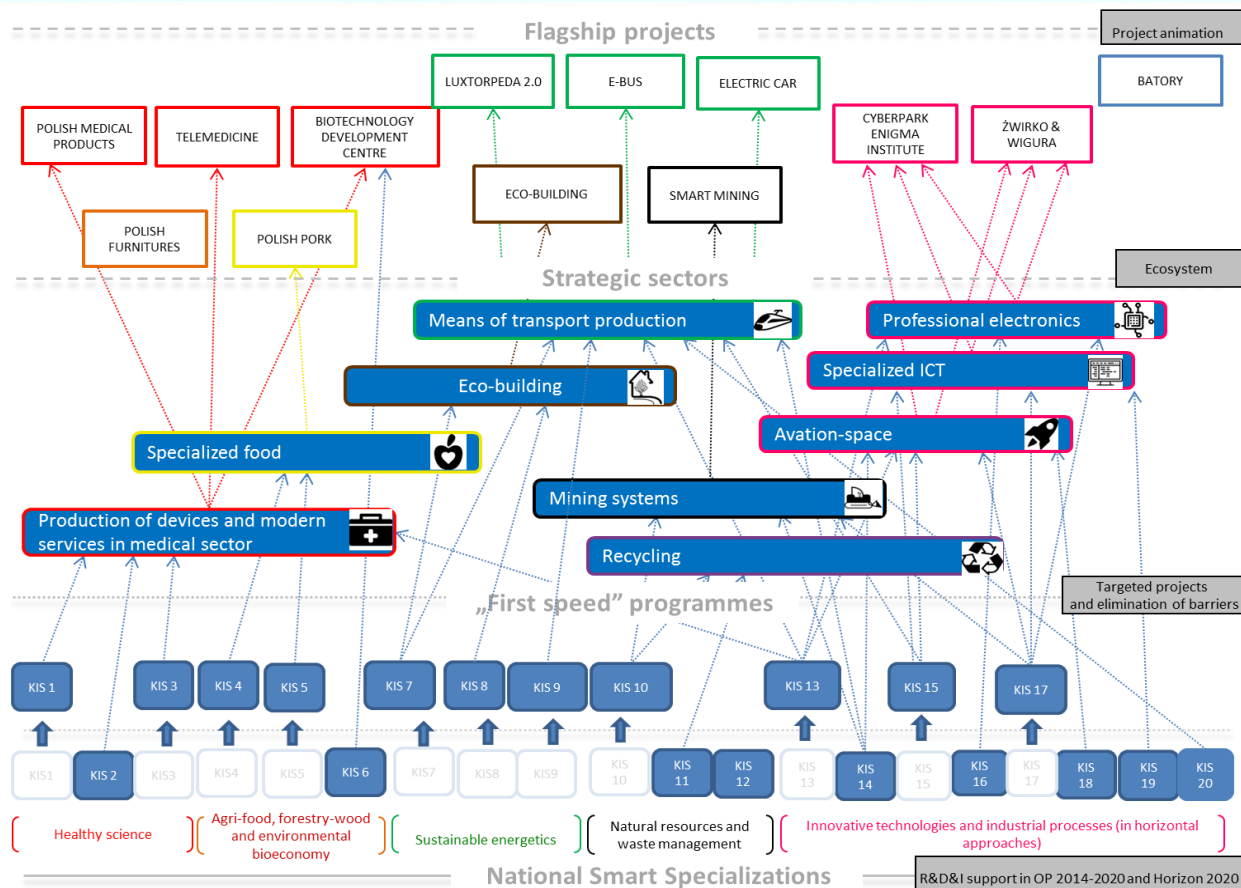 Flagship projects
Project animation
LUXTORPEDA 2.0
E-BUS
ELECTRIC CAR
BATORY
POLISH MEDICAL
PRODUCTS
TELEMEDICINE
BIOTECHNOLOGY
DEVELOPMENT
CENTRE
CYBERPARK
ENIGMA
INSTITUTE
ŻWIRKO &
WIGURA
ECO-BUILDING
SMART MINING
POLISH
FURNITURES
POLISH PORK
Strategic sectors
Ecosystem
Means of transport production
Professional electronics
Eco-building
Specialized ICT
Specialized food
Avation-space
Mining systems
Production of devices and modern
services in medical sector
Recycling
„First speed” programmes
Targeted projects
and elimination of barriers
KIS 1
KIS 3
KIS 4
KIS 5
KIS 7
KIS 8
KIS 9
KIS 10
KIS 13
KIS 15
KIS 17
KIS1
KIS 2
KIS3
KIS4
KIS5
KIS 6
KIS7
KIS8
KIS9
KIS
10
KIS
11
KIS
12
KIS
13
KIS
14
KIS
15
KIS
16
KIS
17
KIS
18
KIS
19
KIS
20
Healthy science
Agri-food, forestry-wood
and environmental
bioeconomy
Sustainable energetics
Natural resources and
waste management
Innovative technologies and industrial processes (in horizontal
approaches)
National Smart Specializations
R&D&I support in OP 2014-2020 and Horizon 2020